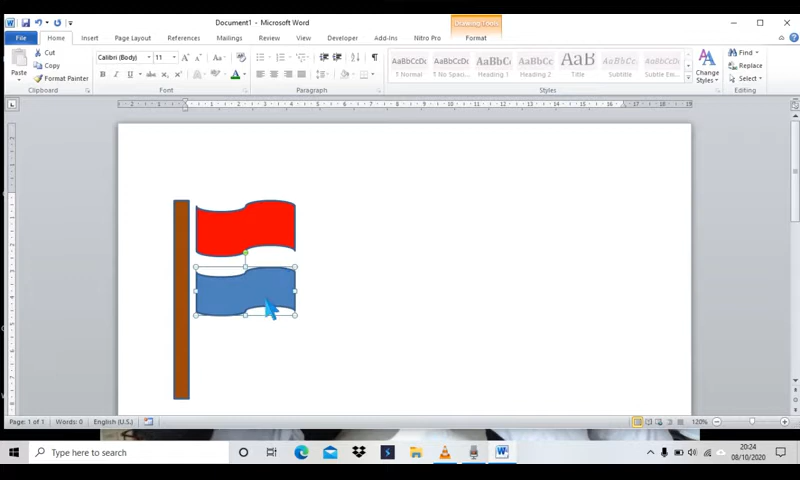 Document1 - Microsoft Word
Drawing Tools
File Home Insert Page Layout References Mailings Review View Developer Add-Ins Nitro Pro Format
Cut
Copy
Format Painter
Paste
Calibri (Body) 11
AaBbCcDc AaBbCcDc AaBbC AaBbCc AaB AaBbCc. AaBbCcDt
¶ Normal ¶ No Spaci... Heading 1 Heading 2 Title Subtitle Subtle Em...
Change
Styles
Find
Replace
Select
Clipboard Font Paragraph Styles Editing
Page: 1 of 1 Words: 0 English (U.S.) 120%
Type here to search
20:24
08/10/2020